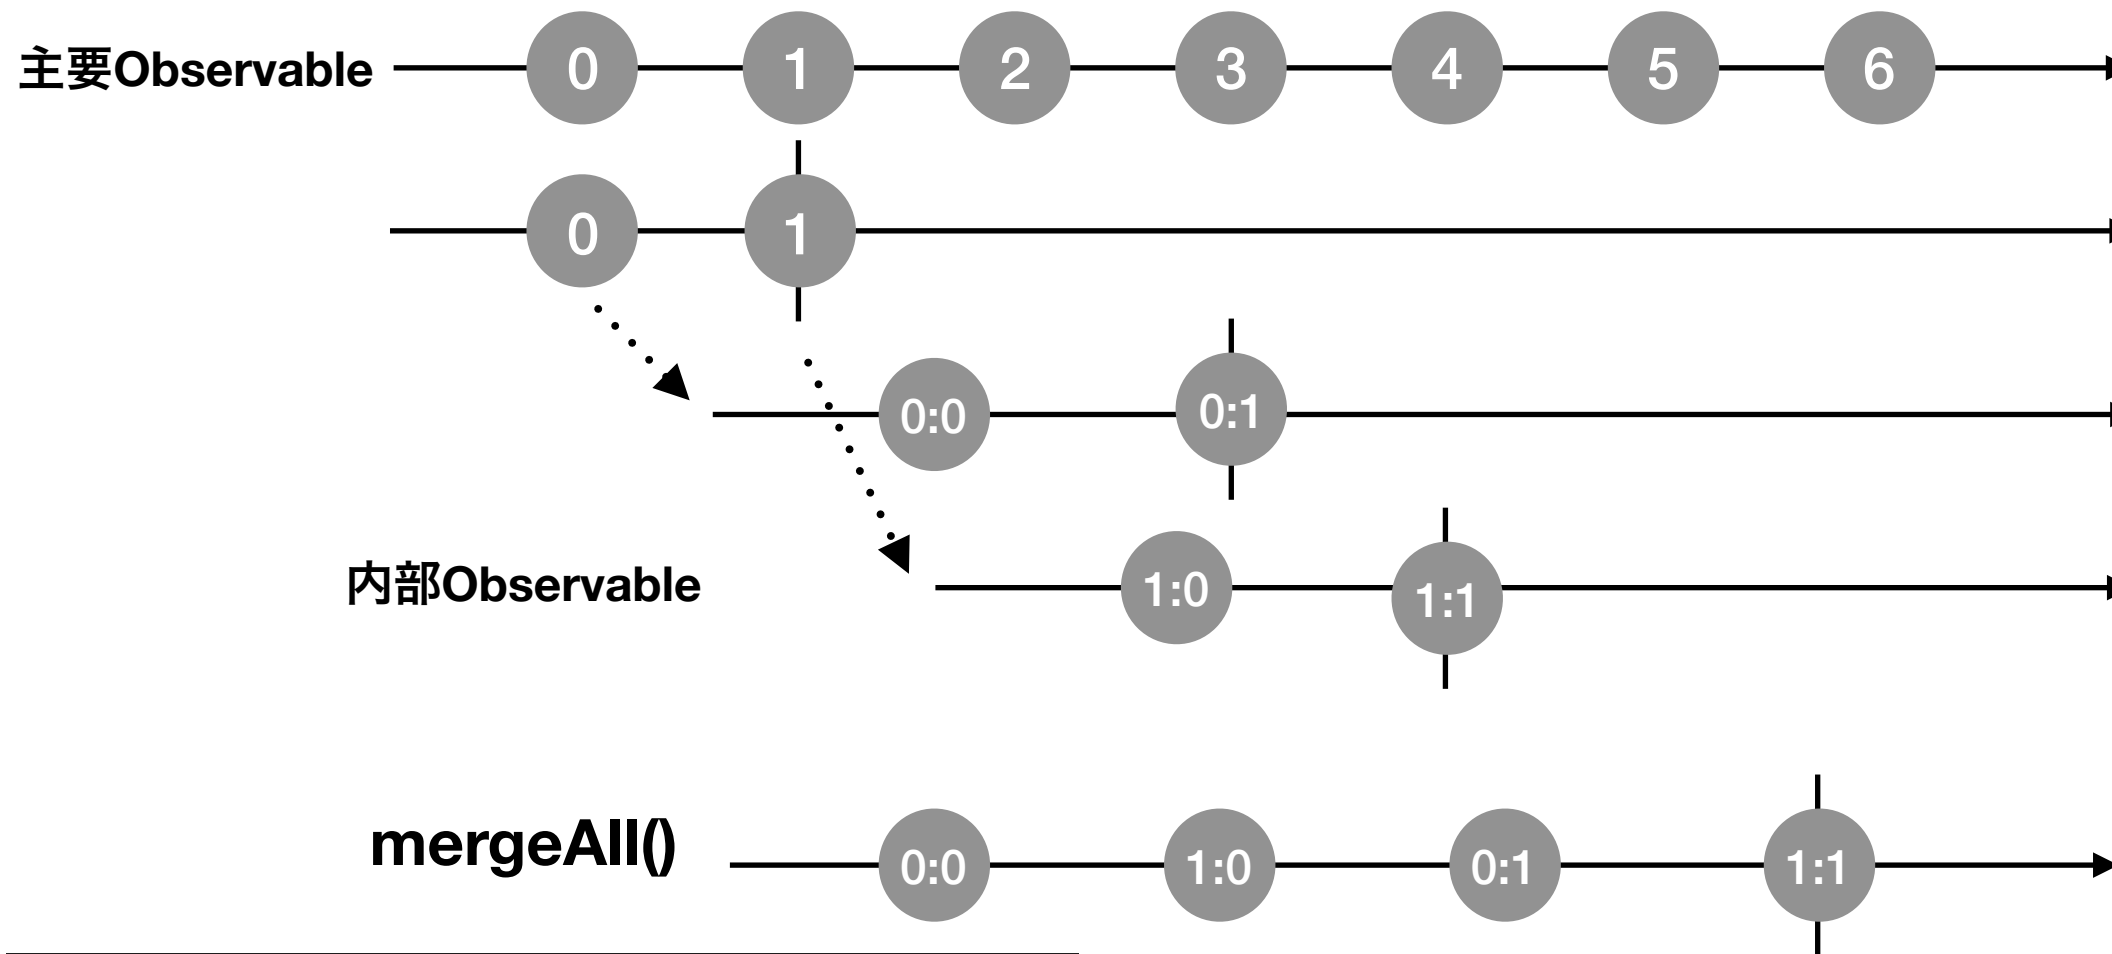 主要Observable 0 1 2 3 4 5 6
0 1
0:0 0:1
内部Observable 1:0 1:1
mergeAll() 0:0 1:0 0:1 1:1